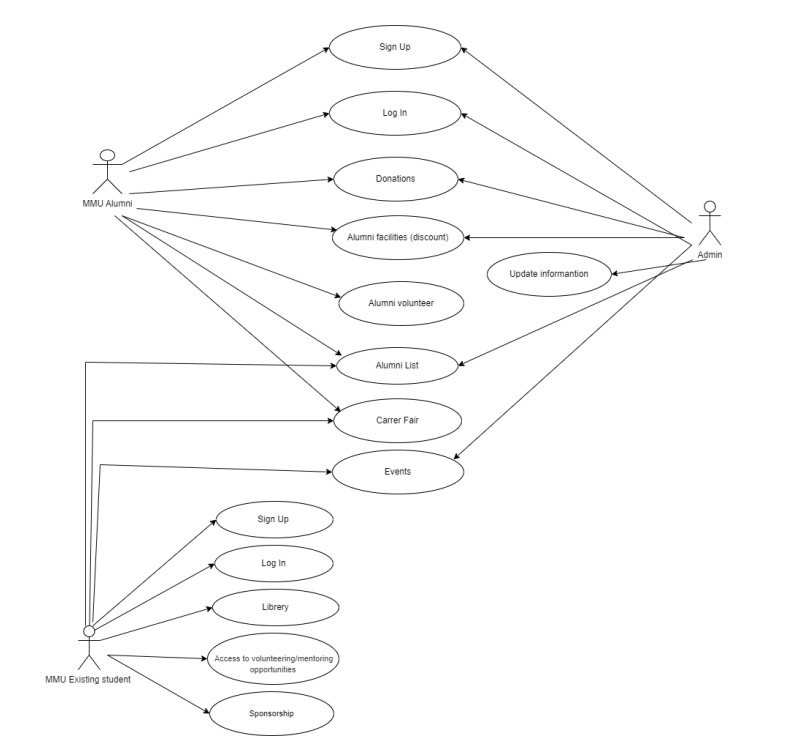 Sign Up
Log In
MMU Alumni
Donations
Alumni facilities (discount)
Admin
Update informantion
Alumni volunteer
Alumni List
Carrer Fair
Events
Sign Up
Log In
Librery
Access to volunteering/mentoring
opportunities
MMU Existing student
Sponsorship